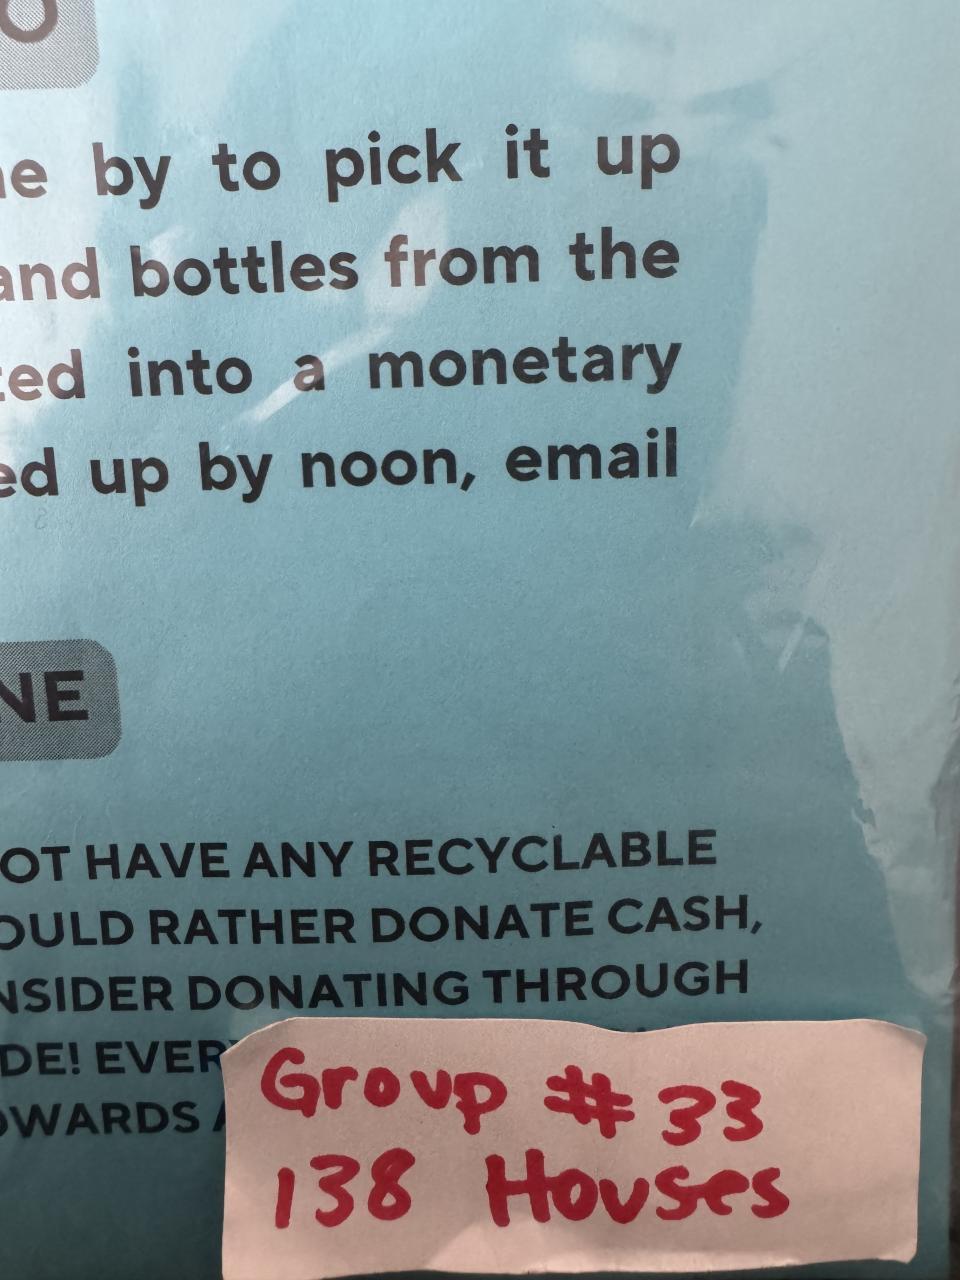 O
by to pick it up
and bottles from the
into a monetary
up by noon, email
NE
HAVE ANY RECYCLABLE
RATHER DONATE CASH,
DONATING THROUGH
Group #33
138 Houses